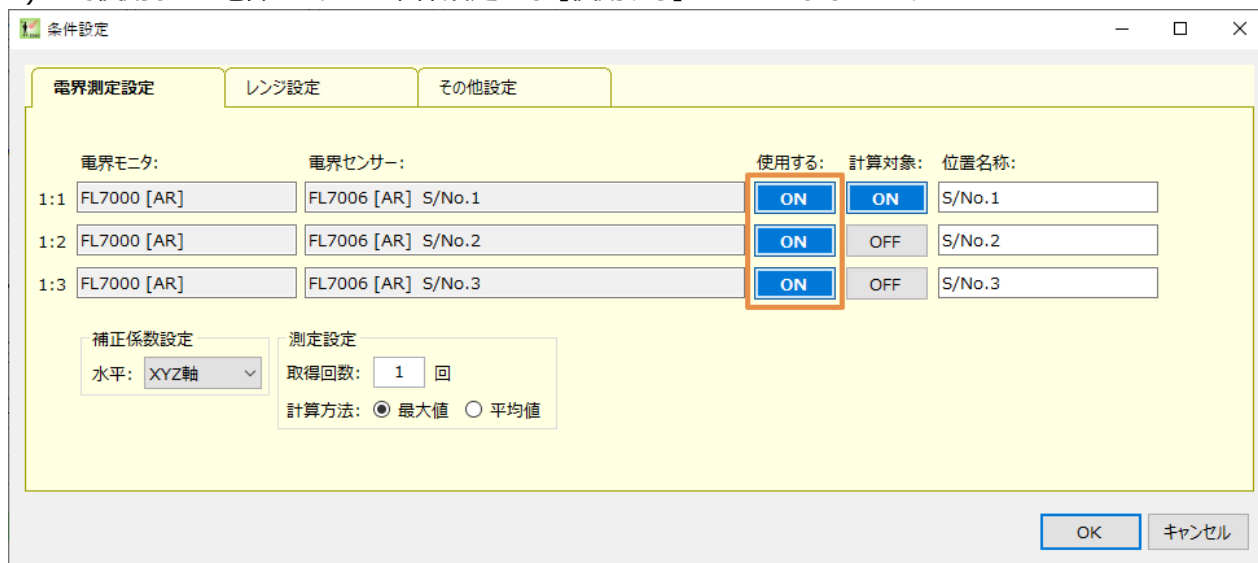 条件設定
電界測定設定 レンジ設定 その他設定
電界モニタ: 電界センサー: 使用する: 計算対象: 位置名称:
1:1 FL7000 [AR] FL7006 [AR] S/No.1 ON ON S/No.1
1:2 FL7000 [AR] FL7006 [AR] S/No.2 ON OFF S/No.2
1:3 FL7000 [AR] FL7006 [AR] S/No.3 ON OFF S/No.3
補正係数設定 測定設定
水平: XYZ軸 取得回数: 1 回
計算方法: 最大値 平均値
OK キャンセル